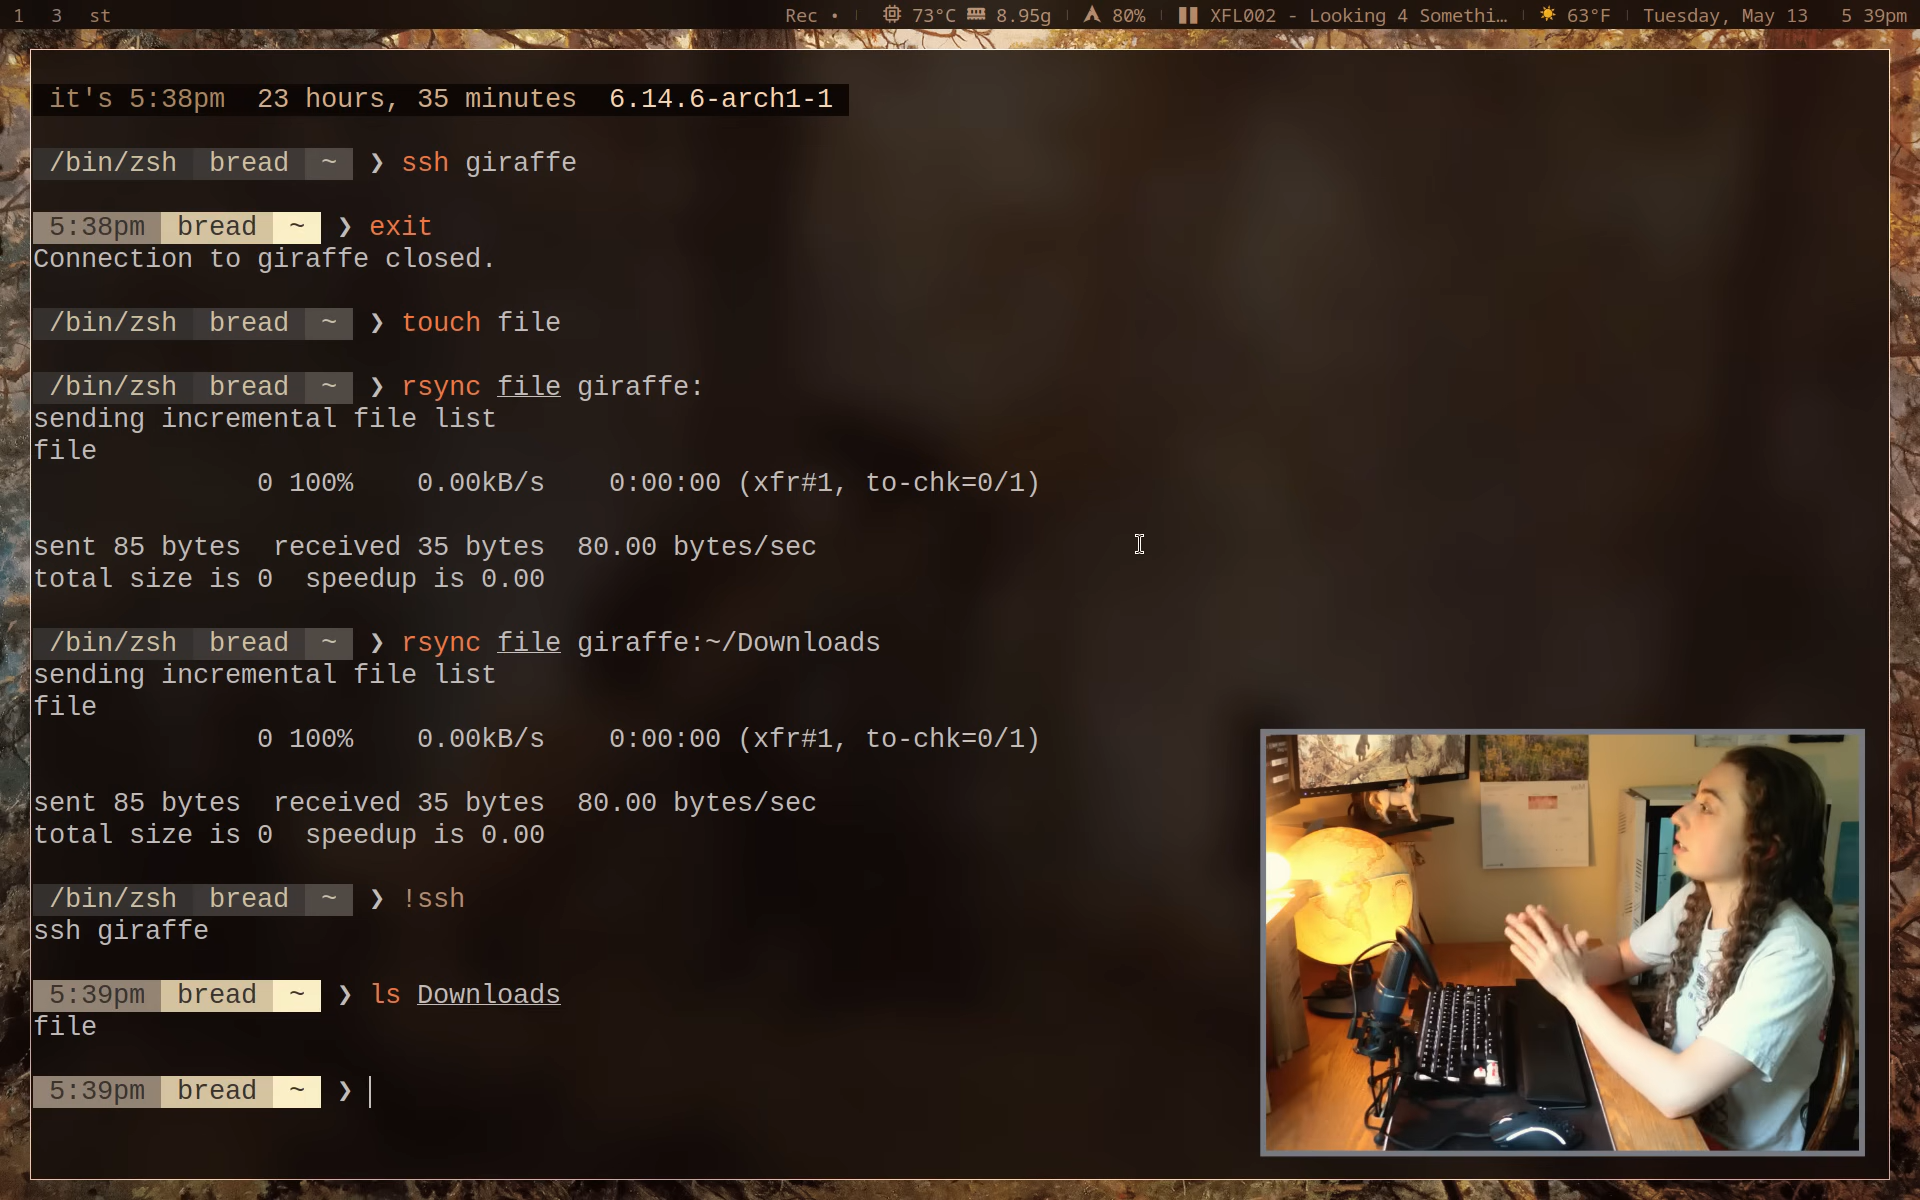 1 3 st Rec • 73°C 8.95g 80% XFL002 - Looking 4 Somethi… 63°F Tuesday, May 13 5 39pm
it's 5:38pm 23 hours, 35 minutes 6.14.6-arch1-1
/bin/zsh bread ~ ❯ ssh giraffe
5:38pm bread ~ ❯ exit
Connection to giraffe closed.
/bin/zsh bread ~ ❯ touch file
/bin/zsh bread ~ ❯ rsync file giraffe:
sending incremental file list
file
0 100% 0.00kB/s 0:00:00 (xfr#1, to-chk=0/1)
sent 85 bytes received 35 bytes 80.00 bytes/sec
total size is 0 speedup is 0.00
/bin/zsh bread ~ ❯ rsync file giraffe:~/Downloads
sending incremental file list
file
0 100% 0.00kB/s 0:00:00 (xfr#1, to-chk=0/1)
sent 85 bytes received 35 bytes 80.00 bytes/sec
total size is 0 speedup is 0.00
/bin/zsh bread ~ ❯ !ssh
ssh giraffe
5:39pm bread ~ ❯ ls Downloads
file
5:39pm bread ~ ❯